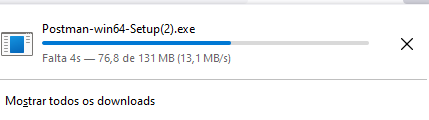 Postman-win64-Setup(2).exe
Falta 4s — 76,8 de 131 MB (13,1 MB/s)
Mostrar todos os downloads